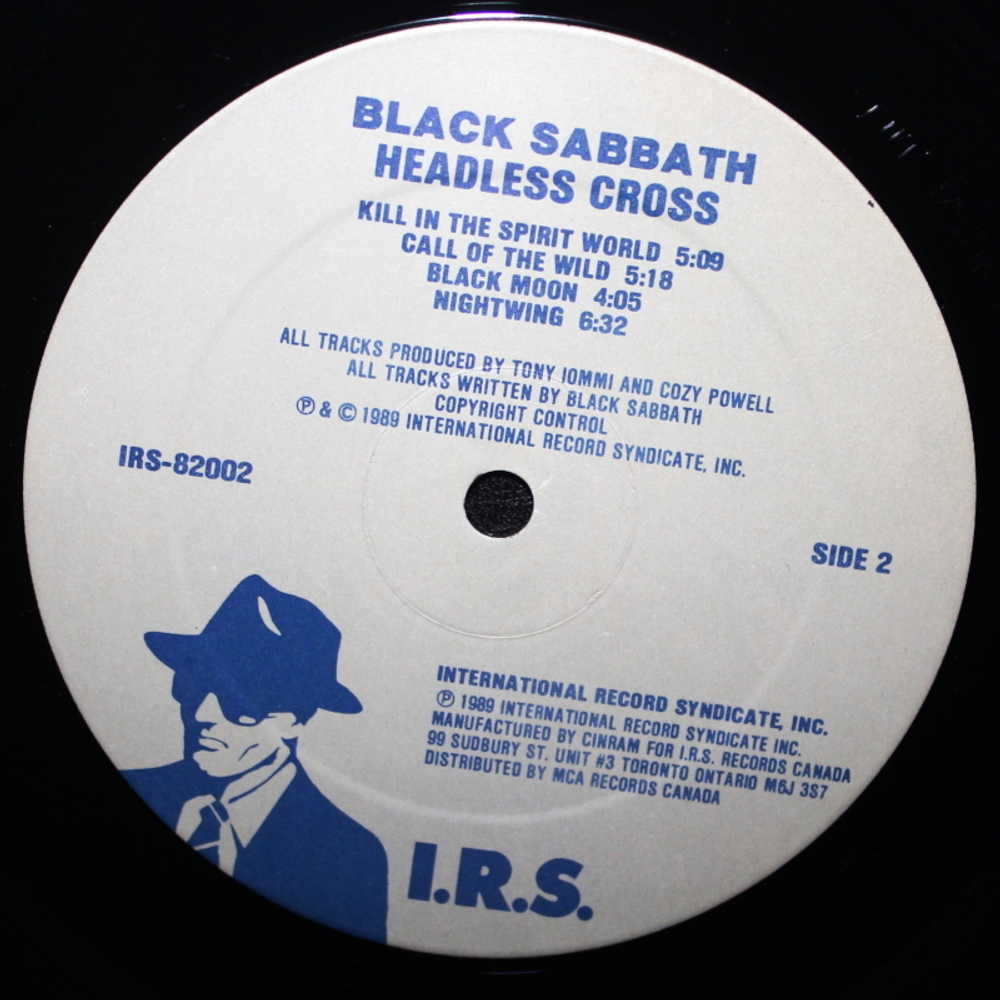 BLACK SABBATH
HEADLESS CROSS
KILL IN THE SPIRIT WORLD 5:09
CALL OF THE WILD 5:18
BLACK MOON 4:05
NIGHTWING 6:32
ALL TRACKS PRODUCED BY TONY IOMMI AND COZY POWELL
ALL TRACKS WRITTEN BY BLACK SABBATH
COPYRIGHT CONTROL
℗ & © 1989 INTERNATIONAL RECORD SYNDICATE, INC.
IRS-82002
SIDE 2
INTERNATIONAL RECORD SYNDICATE, INC.
℗ 1989 INTERNATIONAL RECORD SYNDICATE INC.
MANUFACTURED BY CINRAM FOR I.R.S. RECORDS CANADA
99 SUDBURY ST. UNIT #3 TORONTO ONTARIO M6J 3S7
DISTRIBUTED BY MCA RECORDS CANADA
I.R.S.